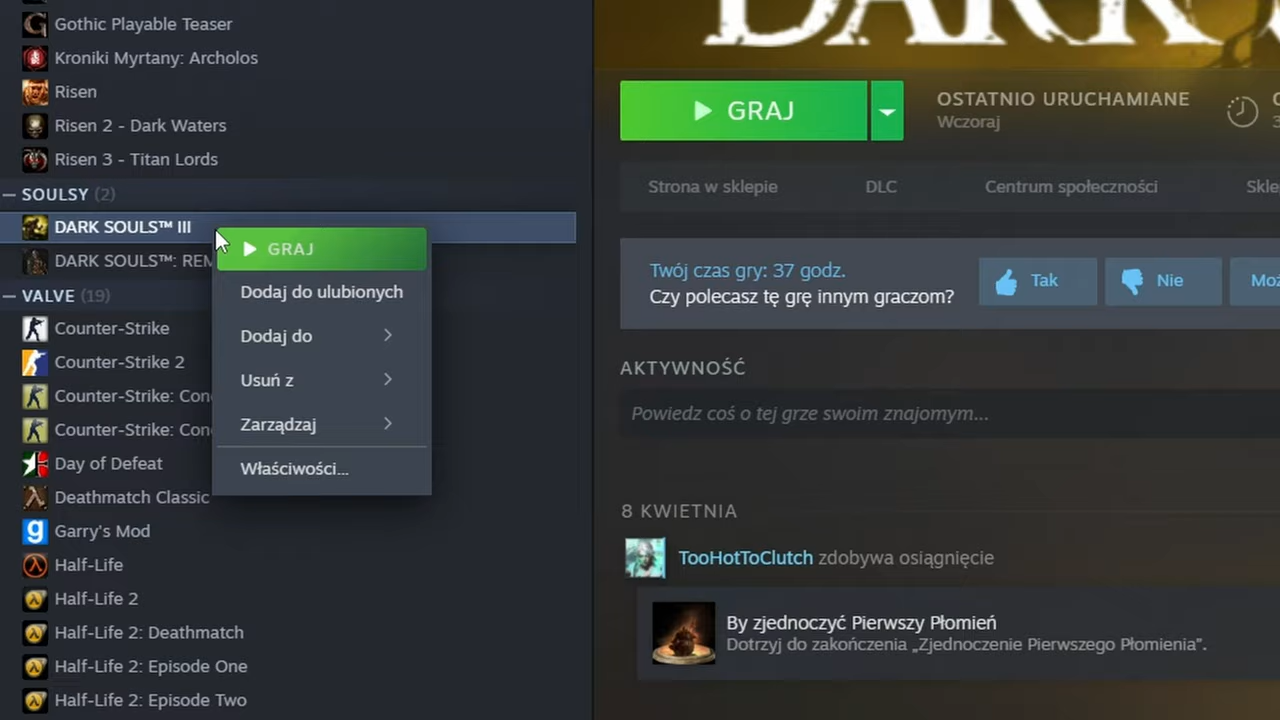 Gothic Playable Teaser
Kroniki Myrtany: Archolos
Risen
Risen 2 - Dark Waters
Risen 3 - Titan Lords
SOULSY (2)
DARK SOULS™ III
DARK SOULS™: REM
VALVE (19)
Counter-Strike
Counter-Strike 2
Counter-Strike: Con
Counter-Strike: Con
Day of Defeat
Deathmatch Classic
Garry's Mod
Half-Life
Half-Life 2
Half-Life 2: Deathmatch
Half-Life 2: Episode One
Half-Life 2: Episode Two
GRAJ
Dodaj do ulubionych
Dodaj do
Usuń z
Zarządzaj
Właściwości...
DARK
GRAJ
OSTATNIO URUCHAMIANE
Wczoraj
Strona w sklepie
DLC
Centrum społeczności
Skle
Twój czas gry: 37 godz.
Czy polecasz tę grę innym graczom?
Tak
Nie
Moż
AKTYWNOŚĆ
Powiedz coś o tej grze swoim znajomym...
8 KWIETNIA
TooHotToClutch zdobywa osiągnięcie
By zjednoczyć Pierwszy Płomień
Dotrzyj do zakończenia „Zjednoczenie Pierwszego Płomienia”.